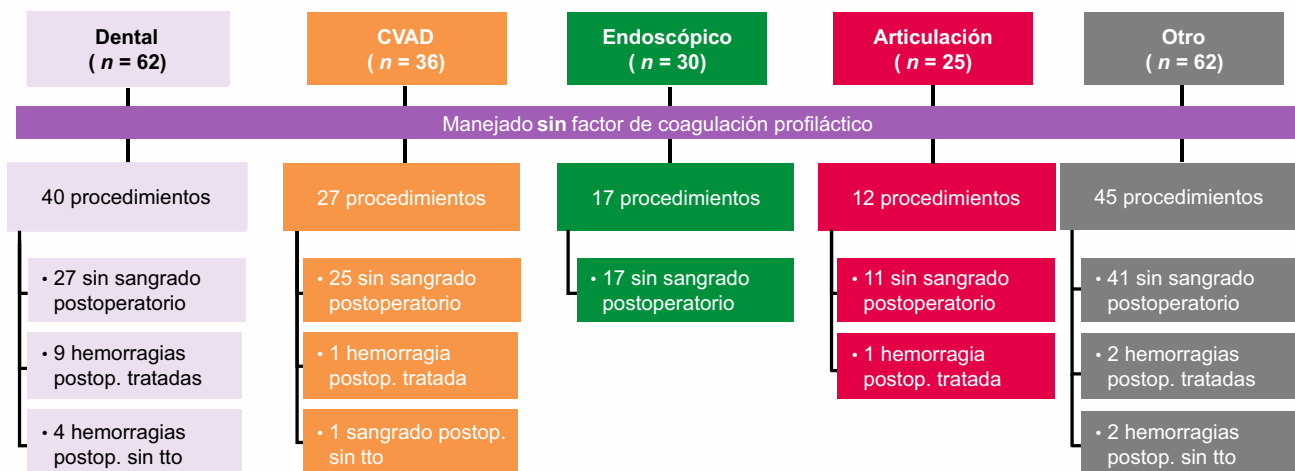 Dental
( n = 62)
CVAD
( n = 36)
Endoscópico
( n = 30)
Articulación
( n = 25)
Otro
( n = 62)
Manejado sin factor de coagulación profiláctico
40 procedimientos
27 procedimientos
17 procedimientos
12 procedimientos
45 procedimientos
• 27 sin sangrado
postoperatorio
• 9 hemorragias
postop. tratadas
• 4 hemorragias
postop. sin tto
• 25 sin sangrado
postoperatorio
• 1 hemorragia
postop. tratada
• 1 sangrado postop.
sin tto
• 17 sin sangrado
postoperatorio
• 11 sin sangrado
postoperatorio
• 1 hemorragia
postop. tratada
• 41 sin sangrado
postoperatorio
• 2 hemorragias
postop. tratadas
• 2 hemorragias
postop. sin tto